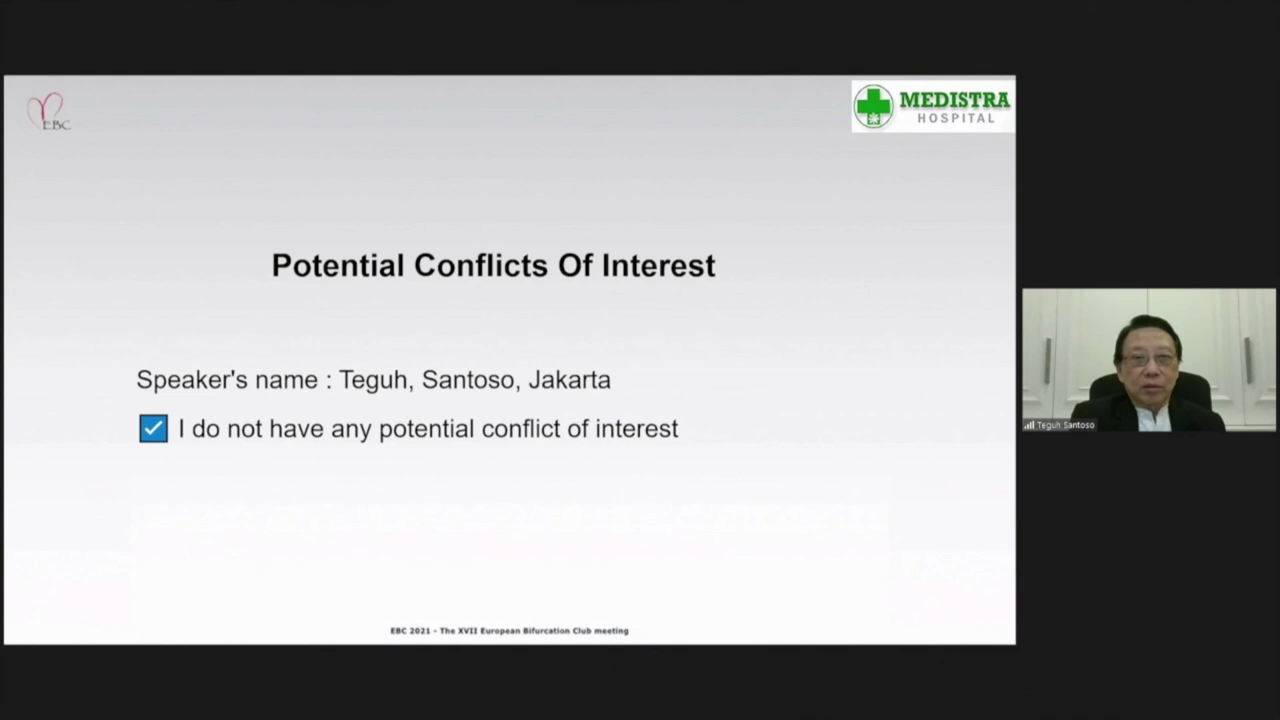 EBC
MEDISTRA
HOSPITAL
Potential Conflicts Of Interest
Speaker's name : Teguh, Santoso, Jakarta
I do not have any potential conflict of interest
Teguh Santoso
EBC 2021 - The XVII European Bifurcation Club meeting